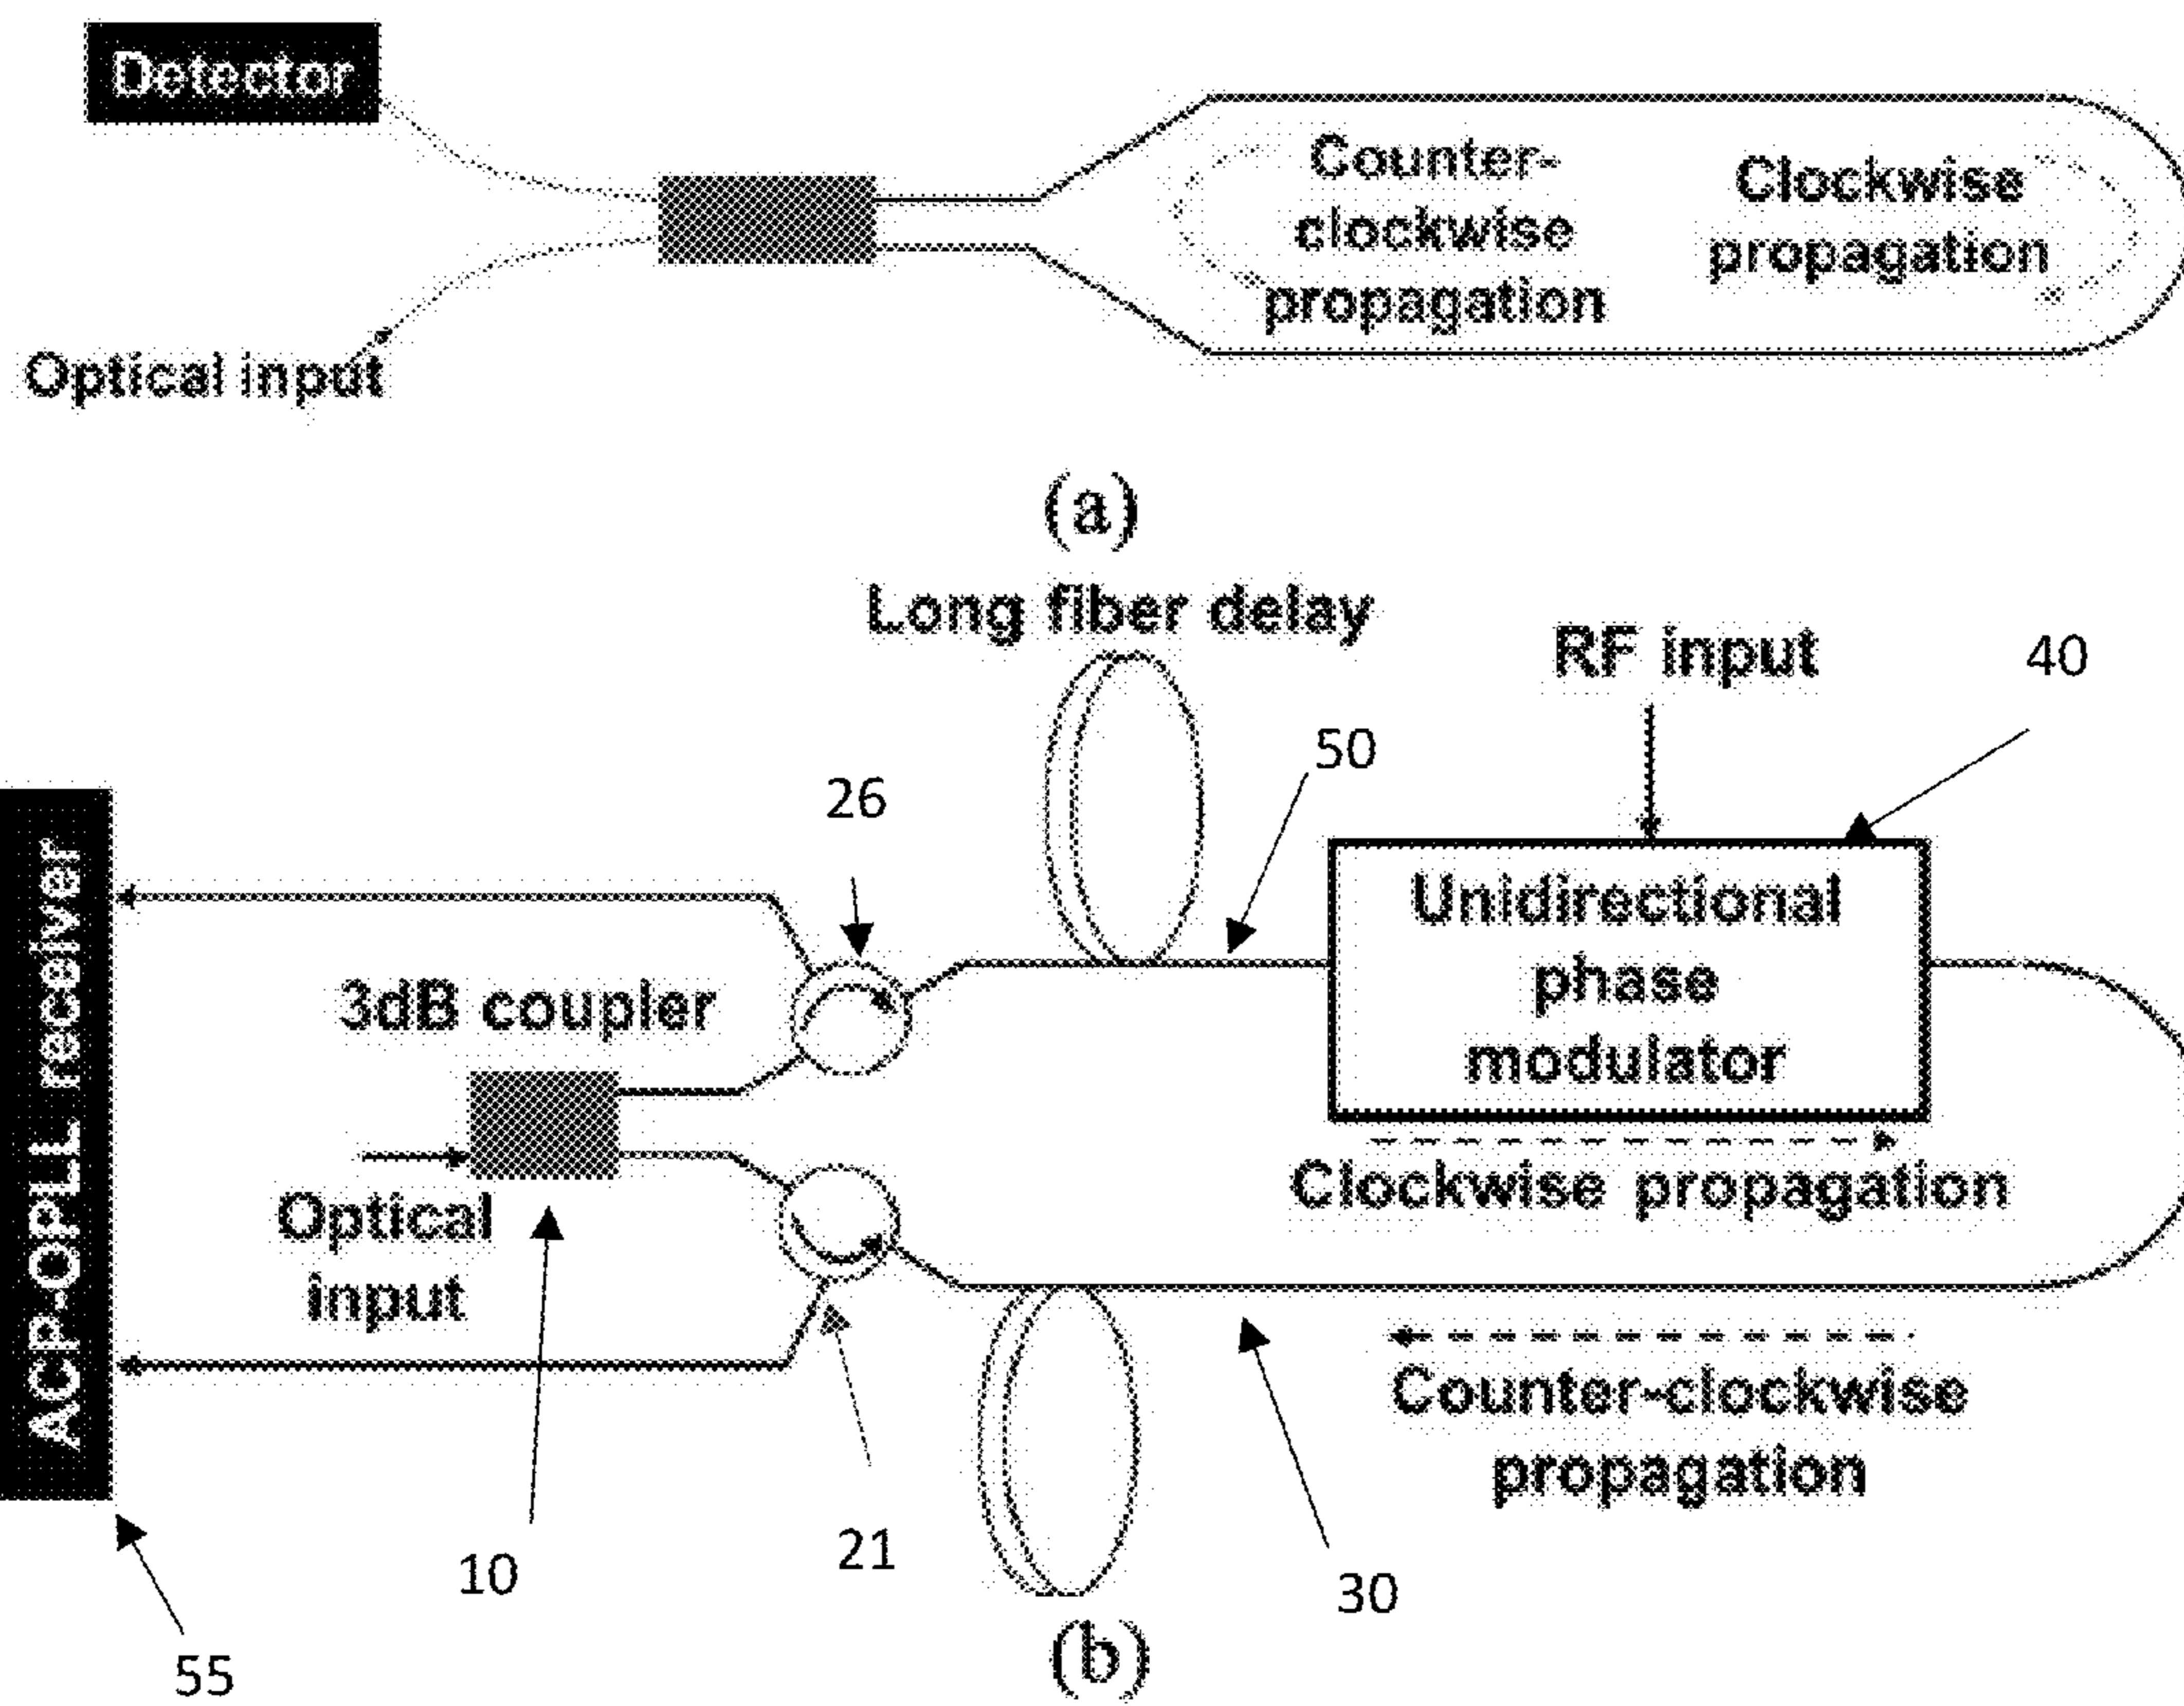 Detector
Counter-
clockwise
propagation
Clockwise
propagation
Optical input
(a)
Long fiber delay
RF input
40
50
26
ACP-OPLL receiver
Unidirectional
phase
modulator
3dB coupler
Clockwise propagation
Optical
input
Counter-clockwise
propagation
21
10
30
(b)
55